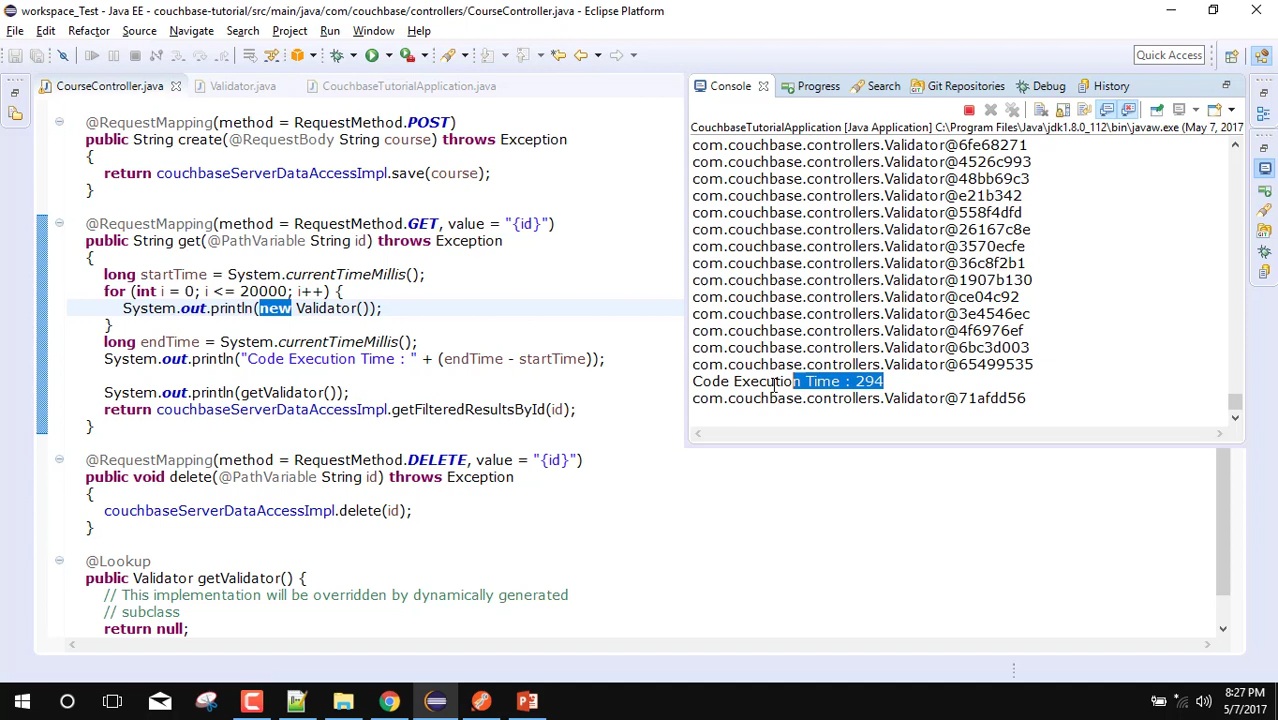 workspace_Test - Java EE - couchbase-tutorial/src/main/java/com/couchbase/controllers/CourseController.java - Eclipse Platform
File Edit Refactor Source Navigate Search Project Run Window Help
Quick Access
CourseController.java Validator.java CouchbaseTutorialApplication.java
@RequestMapping(method = RequestMethod.POST)
public String create(@RequestBody String course) throws Exception
{
return couchbaseServerDataAccessImpl.save(course);
}
@RequestMapping(method = RequestMethod.GET, value = "{id}")
public String get(@PathVariable String id) throws Exception
{
long startTime = System.currentTimeMillis();
for (int i = 0; i <= 20000; i++) {
System.out.println(new Validator());
}
long endTime = System.currentTimeMillis();
System.out.println("Code Execution Time : " + (endTime - startTime));
System.out.println(getValidator());
return couchbaseServerDataAccessImpl.getFilteredResultsById(id);
}
@RequestMapping(method = RequestMethod.DELETE, value = "{id}")
public void delete(@PathVariable String id) throws Exception
{
couchbaseServerDataAccessImpl.delete(id);
}
@Lookup
public Validator getValidator() {
// This implementation will be overridden by dynamically generated
// subclass
return null;
Console Progress Search Git Repositories Debug History
CouchbaseTutorialApplication [Java Application] C:\Program Files\Java\jdk1.8.0_112\bin\javaw.exe (May 7, 2017
com.couchbase.controllers.Validator@6fe68271
com.couchbase.controllers.Validator@4526c993
com.couchbase.controllers.Validator@48bb69c3
com.couchbase.controllers.Validator@e21b342
com.couchbase.controllers.Validator@558f4dfd
com.couchbase.controllers.Validator@26167c8e
com.couchbase.controllers.Validator@3570ecfe
com.couchbase.controllers.Validator@36c8f2b1
com.couchbase.controllers.Validator@1907b130
com.couchbase.controllers.Validator@ce04c92
com.couchbase.controllers.Validator@3e4546ec
com.couchbase.controllers.Validator@4f6976ef
com.couchbase.controllers.Validator@6bc3d003
com.couchbase.controllers.Validator@65499535
Code Execution Time : 294
com.couchbase.controllers.Validator@71afdd56
8:27 PM
5/7/2017